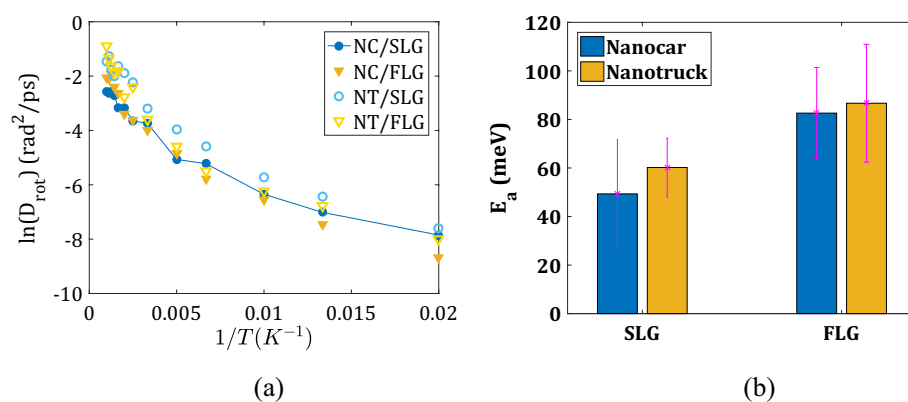 0
-2
-4
-6
-8
-10
ln(D_rot) (rad^2/ps)
NC/SLG
NC/FLG
NT/SLG
NT/FLG
0 0.005 0.01 0.015 0.02
1/T(K^-1)
(a)
120
100
80
60
40
20
0
E_a (meV)
Nanocar
Nanotruck
SLG FLG
(b)